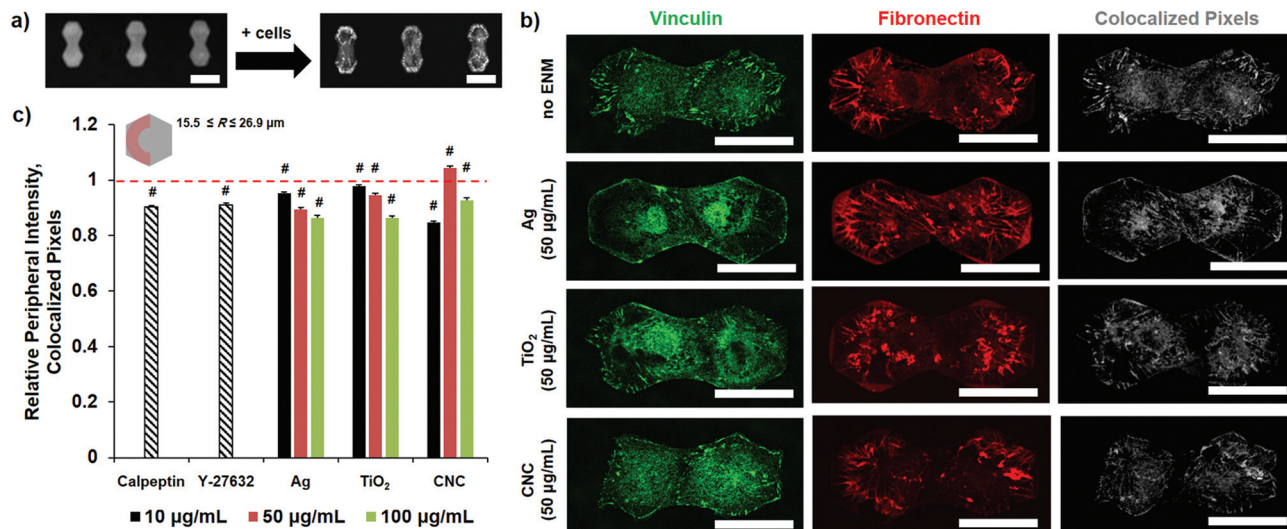 a)
+ cells
b)
Vinculin
Fibronectin
Colocalized Pixels
no ENM
Ag
(50 µg/mL)
TiO₂
(50 µg/mL)
CNC
(50 µg/mL)
c)
15.5 ≤ R ≤ 26.9 µm
Relative Peripheral Intensity,
Colocalized Pixels
1.2
1
0.8
0.6
0.4
0.2
0
# # # # # # # # # # #
Calpeptin Y-27632 Ag TiO₂ CNC
10 µg/mL 50 µg/mL 100 µg/mL